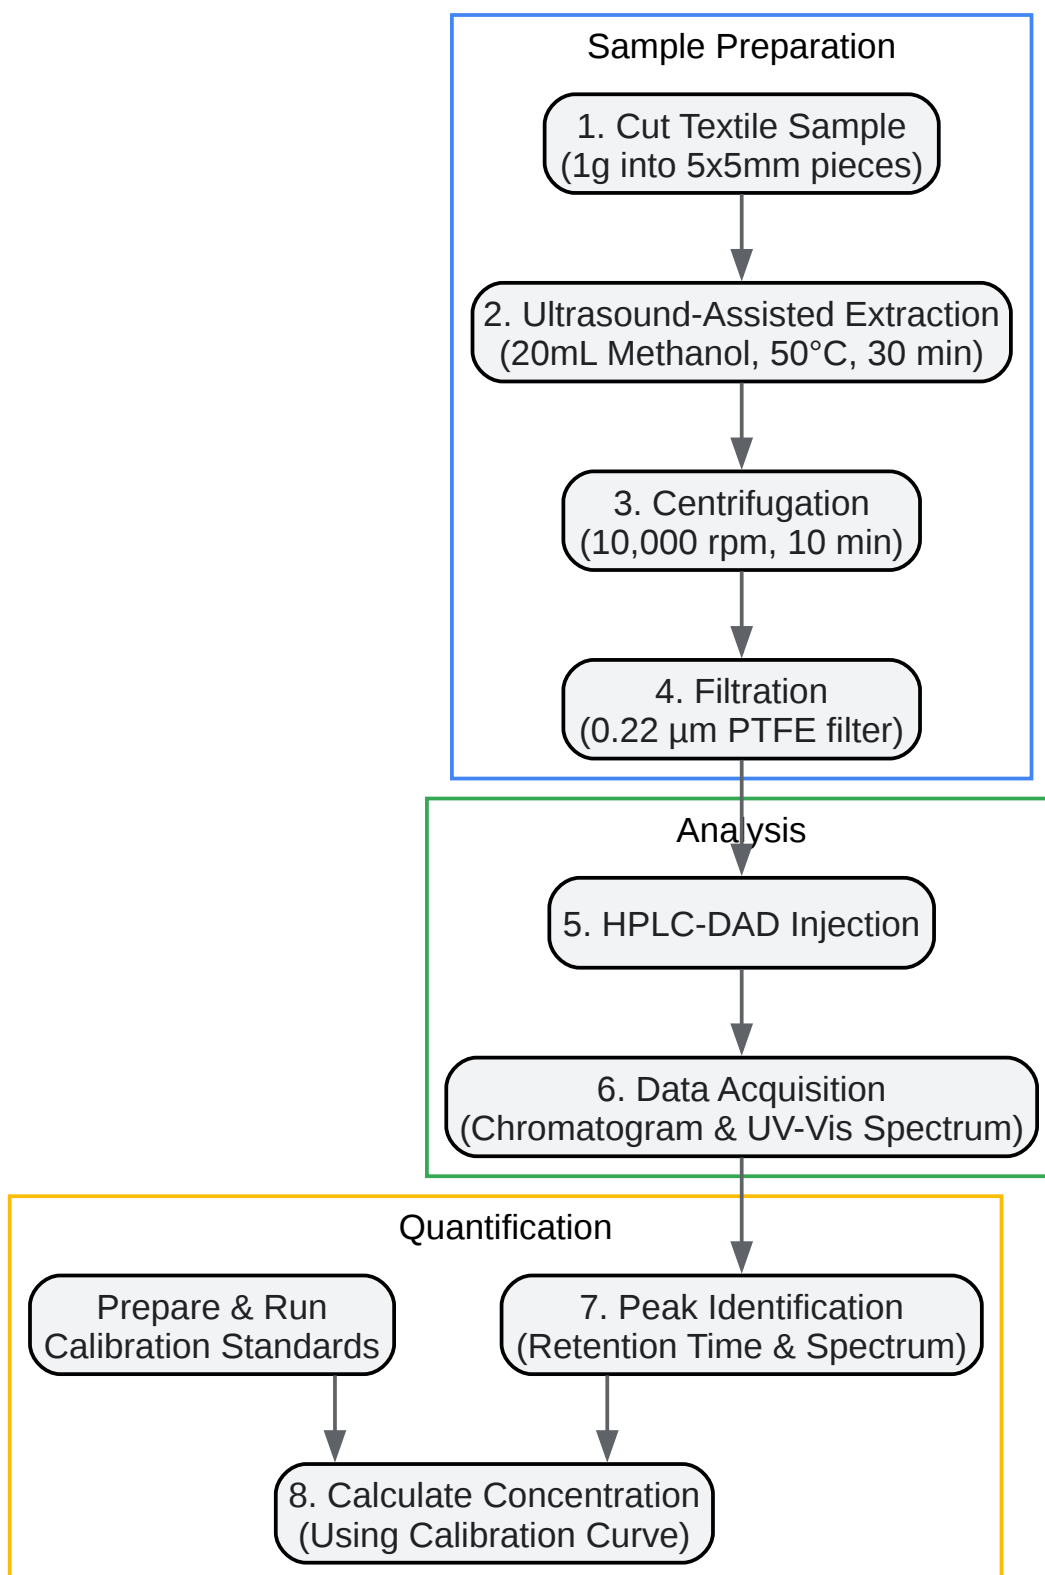 Sample Preparation
1. Cut Textile Sample
(1g into 5x5mm pieces)
2. Ultrasound-Assisted Extraction
(20mL Methanol, 50°C, 30 min)
3. Centrifugation
(10,000 rpm, 10 min)
4. Filtration
(0.22 µm PTFE filter)
Analysis
5. HPLC-DAD Injection
6. Data Acquisition
(Chromatogram & UV-Vis Spectrum)
Quantification
Prepare & Run
Calibration Standards
7. Peak Identification
(Retention Time & Spectrum)
8. Calculate Concentration
(Using Calibration Curve)